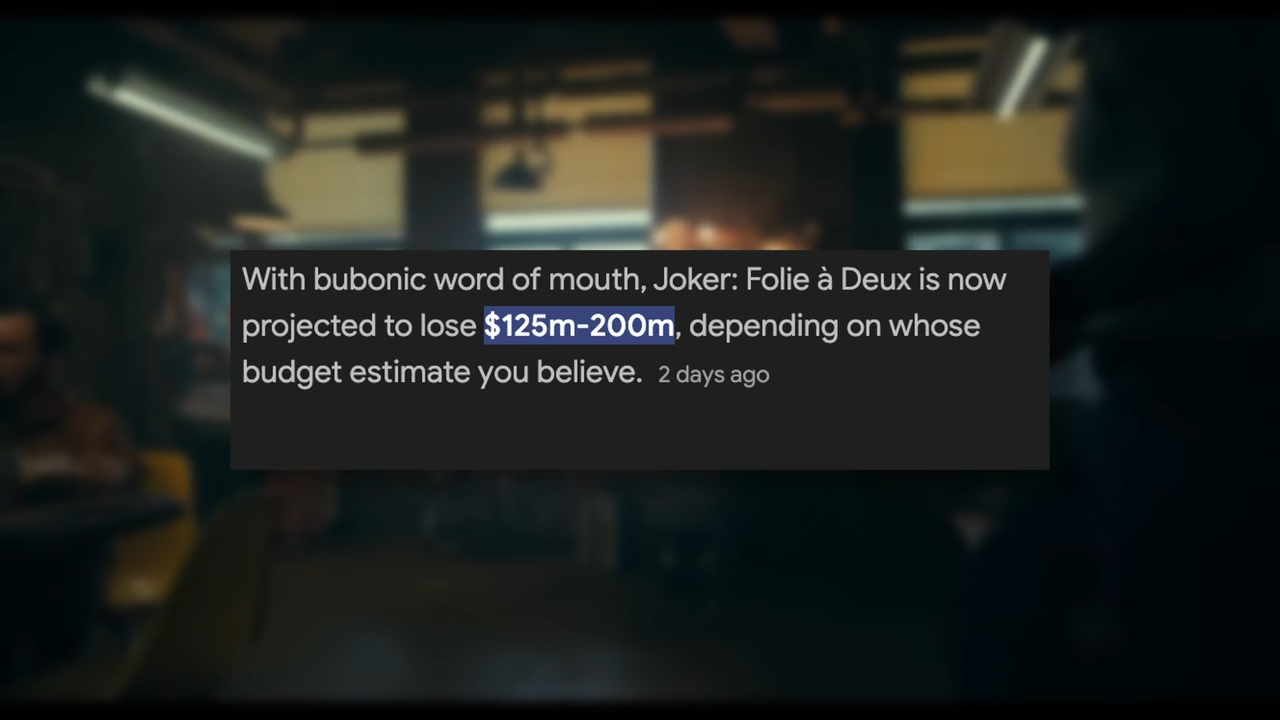 With bubonic word of mouth, Joker: Folie à Deux is now
projected to lose $125m-200m, depending on whose
budget estimate you believe. 2 days ago